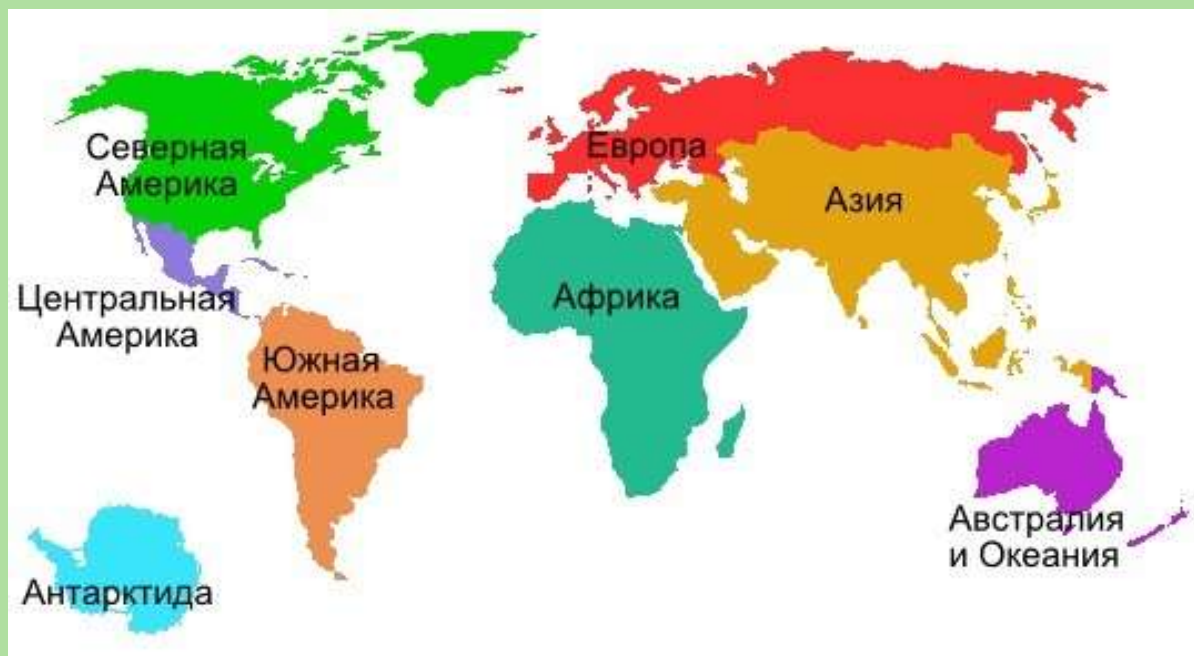 Северная
Америка
Европа
Азия
Центральная
Америка
Африка
Южная
Америка
Австралия
и Океания
Антарктида